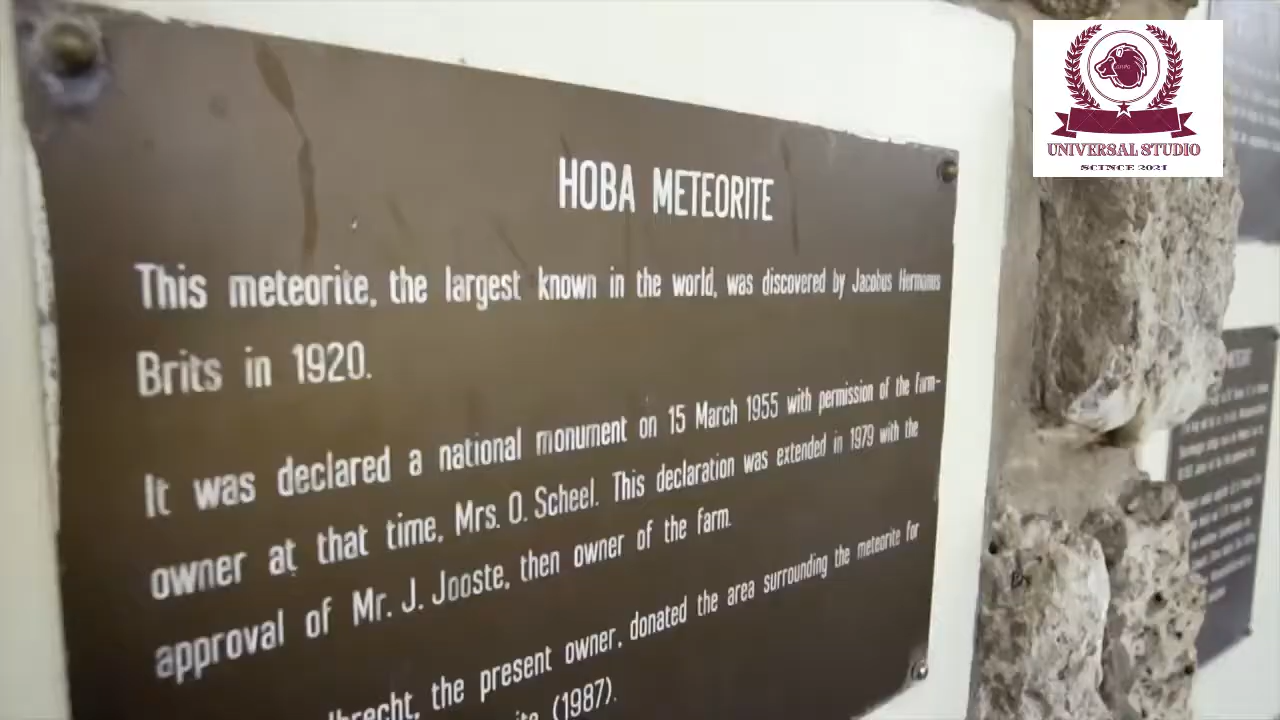 UNIVERSAL STUDIO
SCINCE 2021
HOBA METEORITE
This meteorite, the largest known in the world, was discovered by Jacobus Hermanus
Brits in 1920.
It was declared a national monument on 15 March 1955 with permission of the farm-
owner at that time, Mrs. O. Scheel. This declaration was extended in 1979 with the
approval of Mr. J. Jooste, then owner of the farm.
the present owner, donated the area surrounding the meteorite for
(1987).